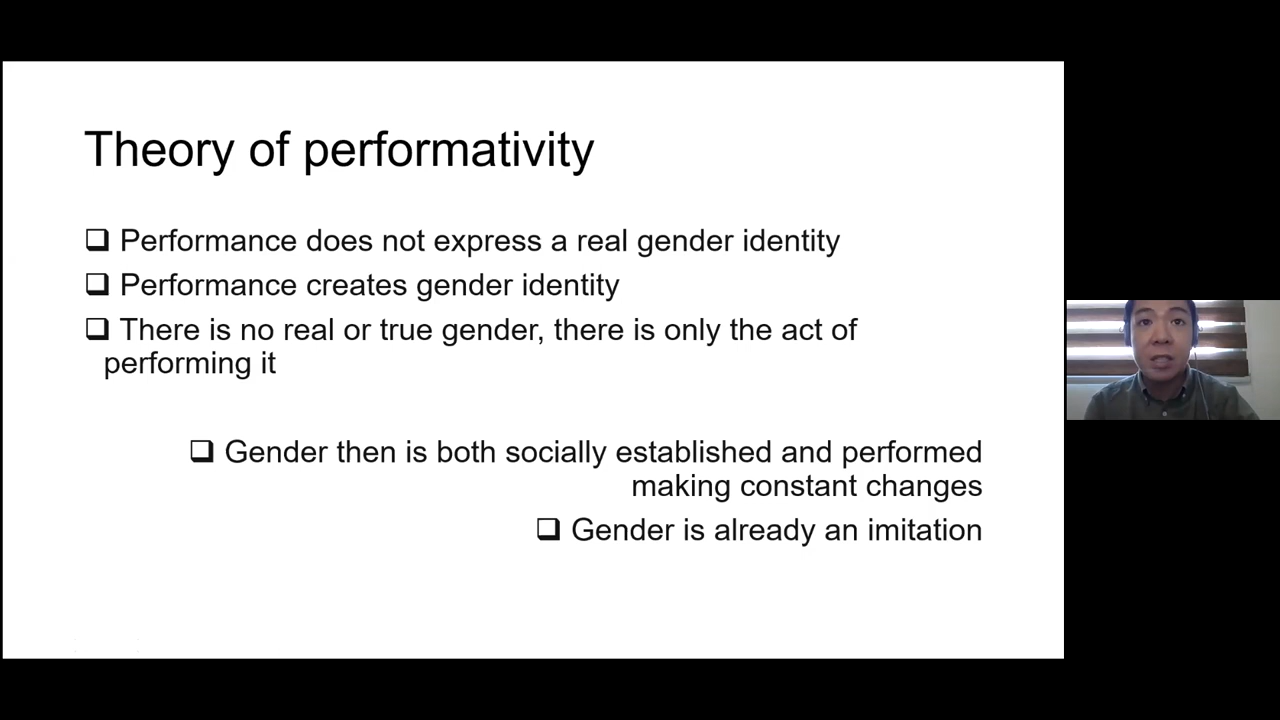 Theory of performativity
❑ Performance does not express a real gender identity
❑ Performance creates gender identity
❑ There is no real or true gender, there is only the act of
performing it
❑ Gender then is both socially established and performed
making constant changes
❑ Gender is already an imitation